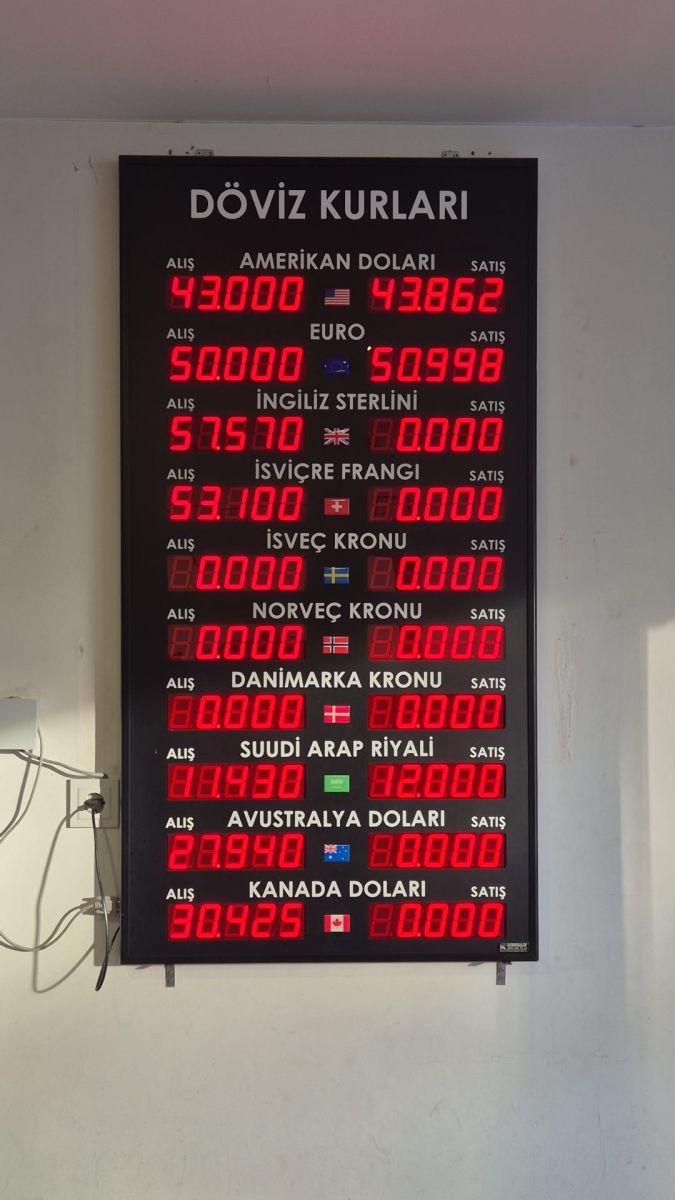 DÖVİZ KURLARI
ALIŞ AMERİKAN DOLARI SATIŞ
43.000 43.862
ALIŞ EURO SATIŞ
50.000 50.998
ALIŞ İNGİLİZ STERLİNİ SATIŞ
57.570 0.000
ALIŞ İSVİÇRE FRANGI SATIŞ
53.100 0.000
ALIŞ İSVEÇ KRONU SATIŞ
0.000 0.000
ALIŞ NORVEÇ KRONU SATIŞ
0.000 0.000
ALIŞ DANİMARKA KRONU SATIŞ
0.000 0.000
ALIŞ SUUDİ ARAP RİYALİ SATIŞ
11.430 12.000
ALIŞ AVUSTRALYA DOLARI SATIŞ
27.940 0.000
ALIŞ KANADA DOLARI SATIŞ
30.425 0.000